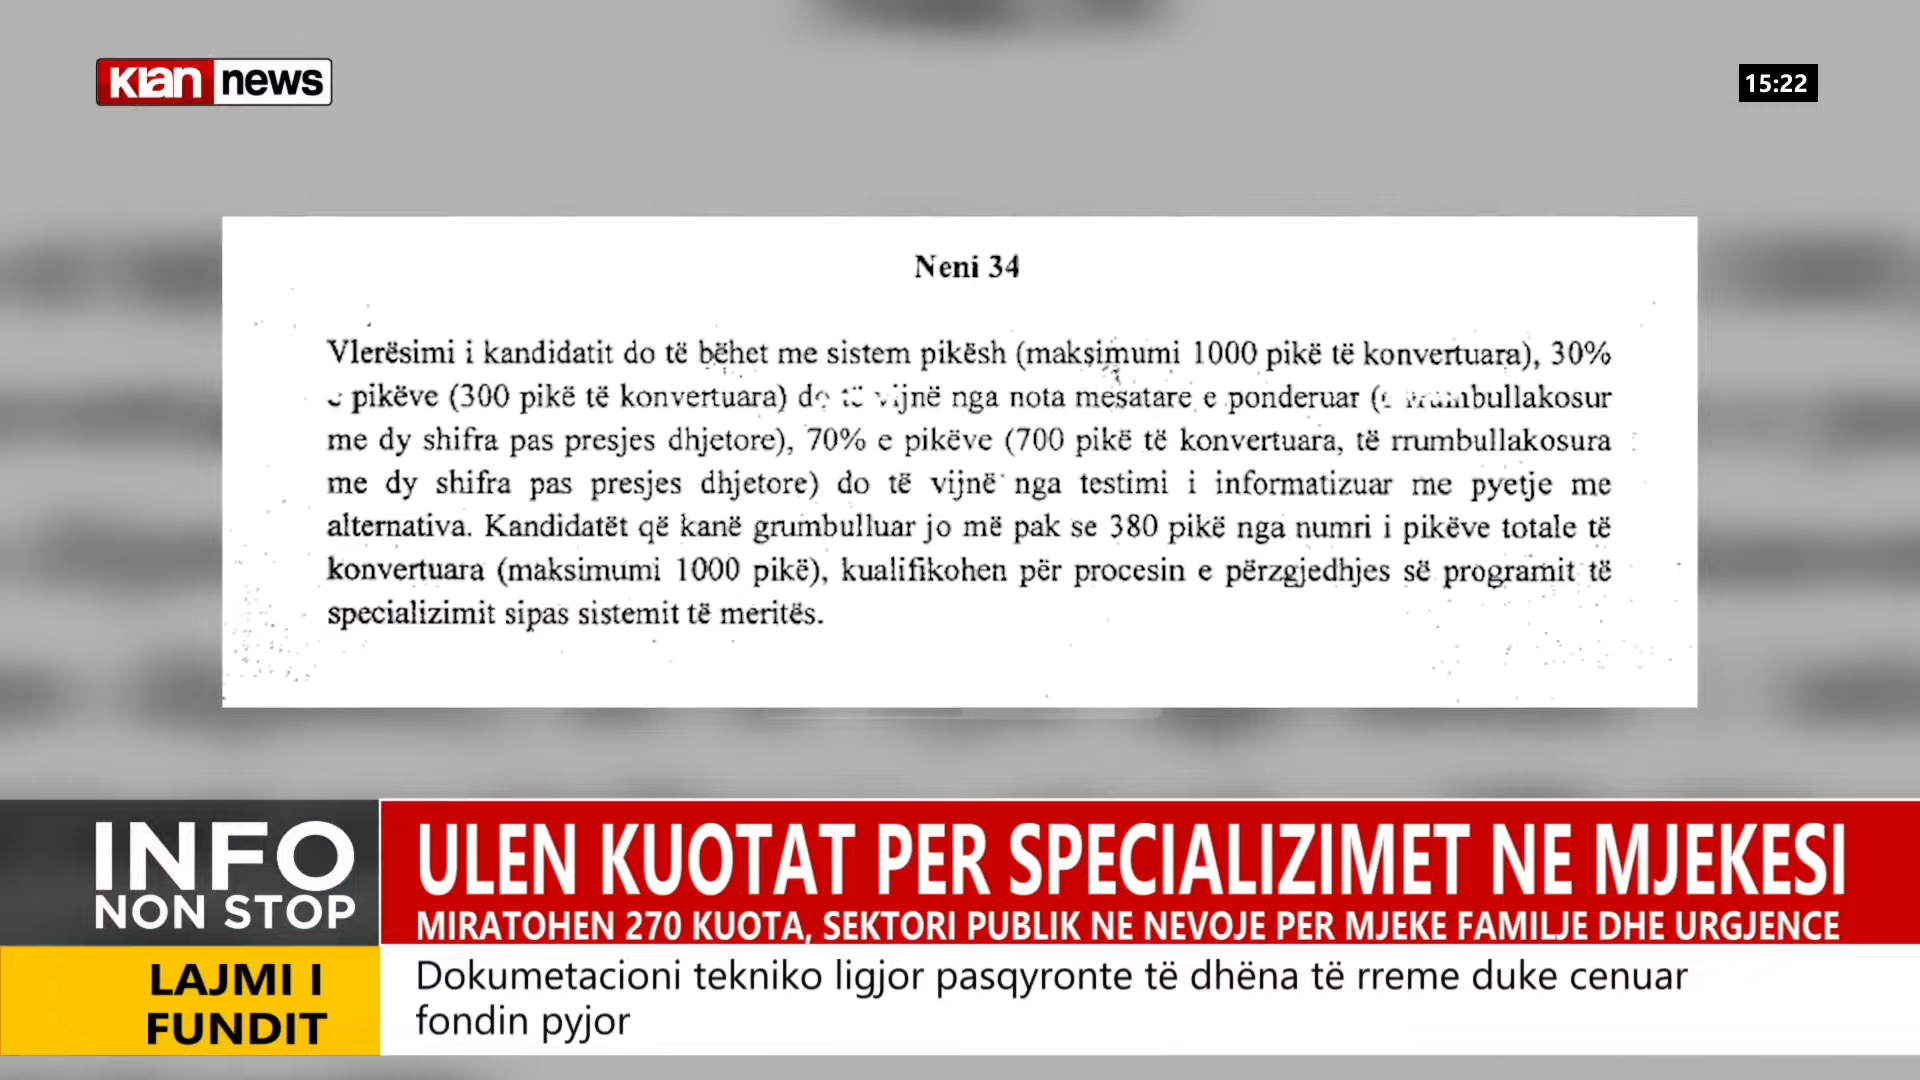 Klan news
15:22
Neni 34
Vlerësimi i kandidatit do të bëhet me sistem pikësh (maksimumi 1000 pikë të konvertuara), 30%
pikëve (300 pikë të konvertuara) do të vijnë nga nota mesatare e ponderuar
me dy shifra pas presjes dhjetore), 70% e pikëve (700 pikë të konvertuara, të rrumbullakosura
me dy shifra pas presjes dhjetore) do të vijnë nga testimi i informatizuar me pyetje me
alternativa. Kandidatët që kanë grumbulluar jo më pak se 380 pikë nga numri i pikëve totale të
konvertuara (maksimumi 1000 pikë), kualifikohen për procesin e përzgjedhjes së programit të
specializimit sipas sistemit të meritës.
INFO
NON STOP
ULEN KUOTAT PER SPECIALIZIMET NE MJEKESI
MIRATOHEN 270 KUOTA, SEKTORI PUBLIK NE NEVOJE PER MJEKE FAMILJE DHE URGJENCE
LAJMI I
FUNDIT
Dokumetacioni tekniko ligjor pasqyronte të dhëna të rreme duke cenuar
fondin pyjor